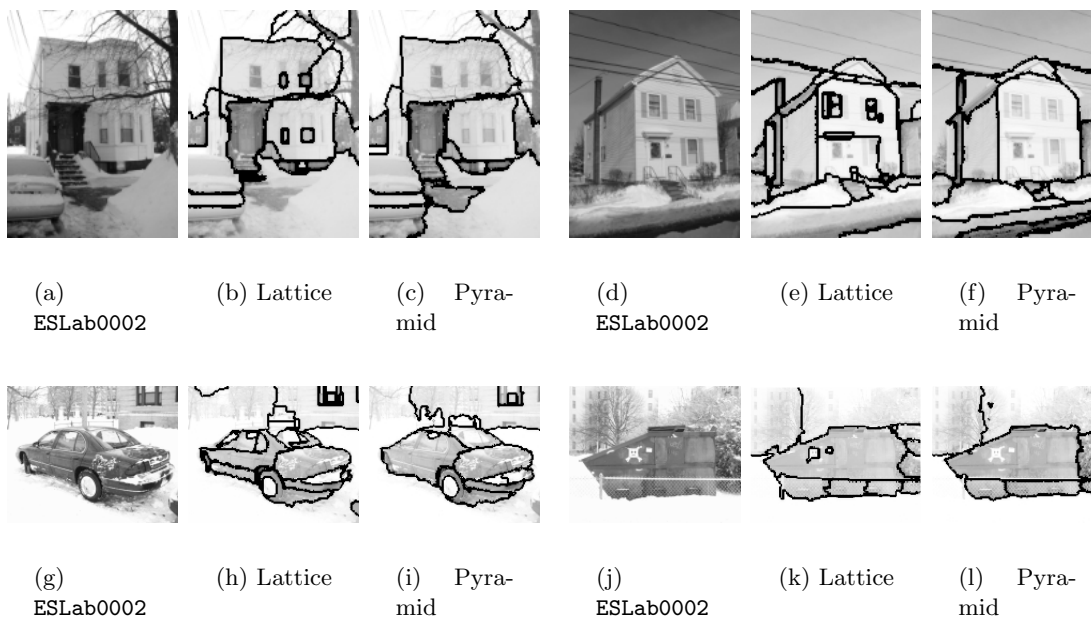 (a)
ESLab0002
(b) Lattice
(c) Pyra-
mid
(d)
ESLab0002
(e) Lattice
(f) Pyra-
mid
(g)
ESLab0002
(h) Lattice
(i) Pyra-
mid
(j)
ESLab0002
(k) Lattice
(l) Pyra-
mid